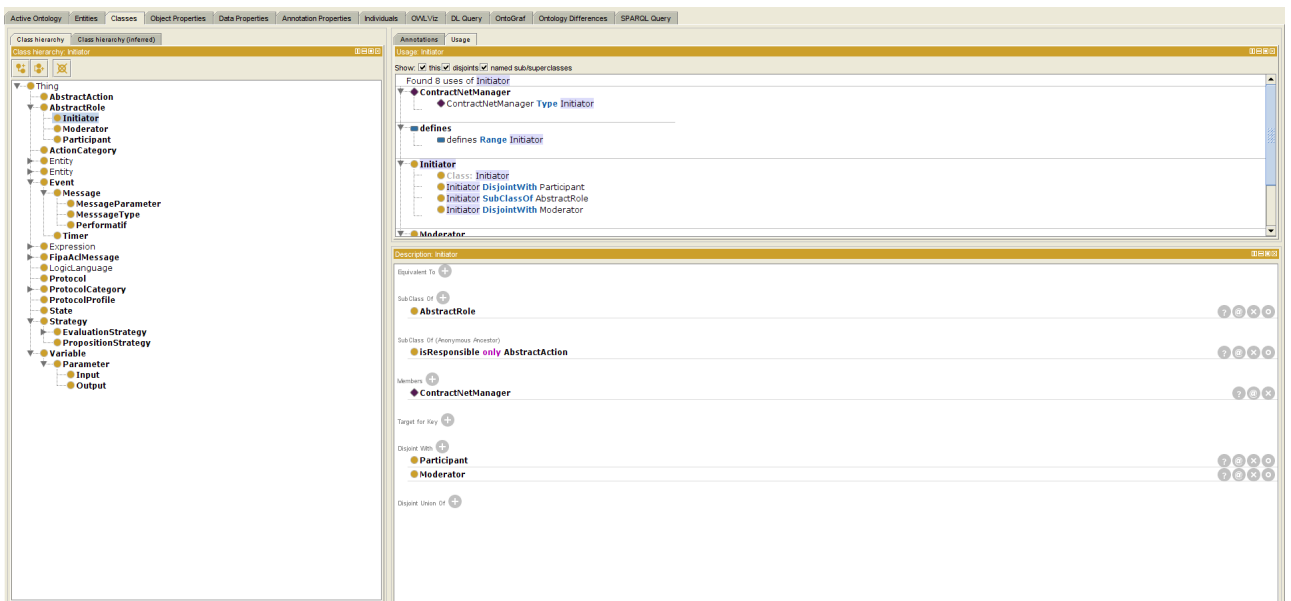 Active Ontology Entities Classes Object Properties Data Properties Annotation Properties Individuals OWLViz DL Query OntoGraf Ontology Differences SPARQL Query
Class hierarchy Class hierarchy (inferred)
Class hierarchy: Initiator
Thing
AbstractAction
AbstractRole
Initiator
Moderator
Participant
ActionCategory
Entity
Entity
Event
Message
MessageParameter
MesssageType
Performatif
Timer
Expression
FipaAclMessage
LogicLanguage
Protocol
ProtocolCategory
ProtocolProfile
State
Strategy
EvaluationStrategy
PropositionStrategy
Variable
Parameter
Input
Output
Annotations Usage
Usage: Initiator
Show: this disjoints named sub/superclasses
Found 8 uses of Initiator
ContractNetManager
ContractNetManager Type Initiator
defines
defines Range Initiator
Initiator
Class: Initiator
Initiator DisjointWith Participant
Initiator SubClassOf AbstractRole
Initiator DisjointWith Moderator
Moderator
Description: Initiator
Equivalent To
SubClass Of
AbstractRole
SubClass Of (Anonymous Ancestor)
isResponsible only AbstractAction
Members
ContractNetManager
Target for Key
Disjoint With
Participant
Moderator
Disjoint Union Of